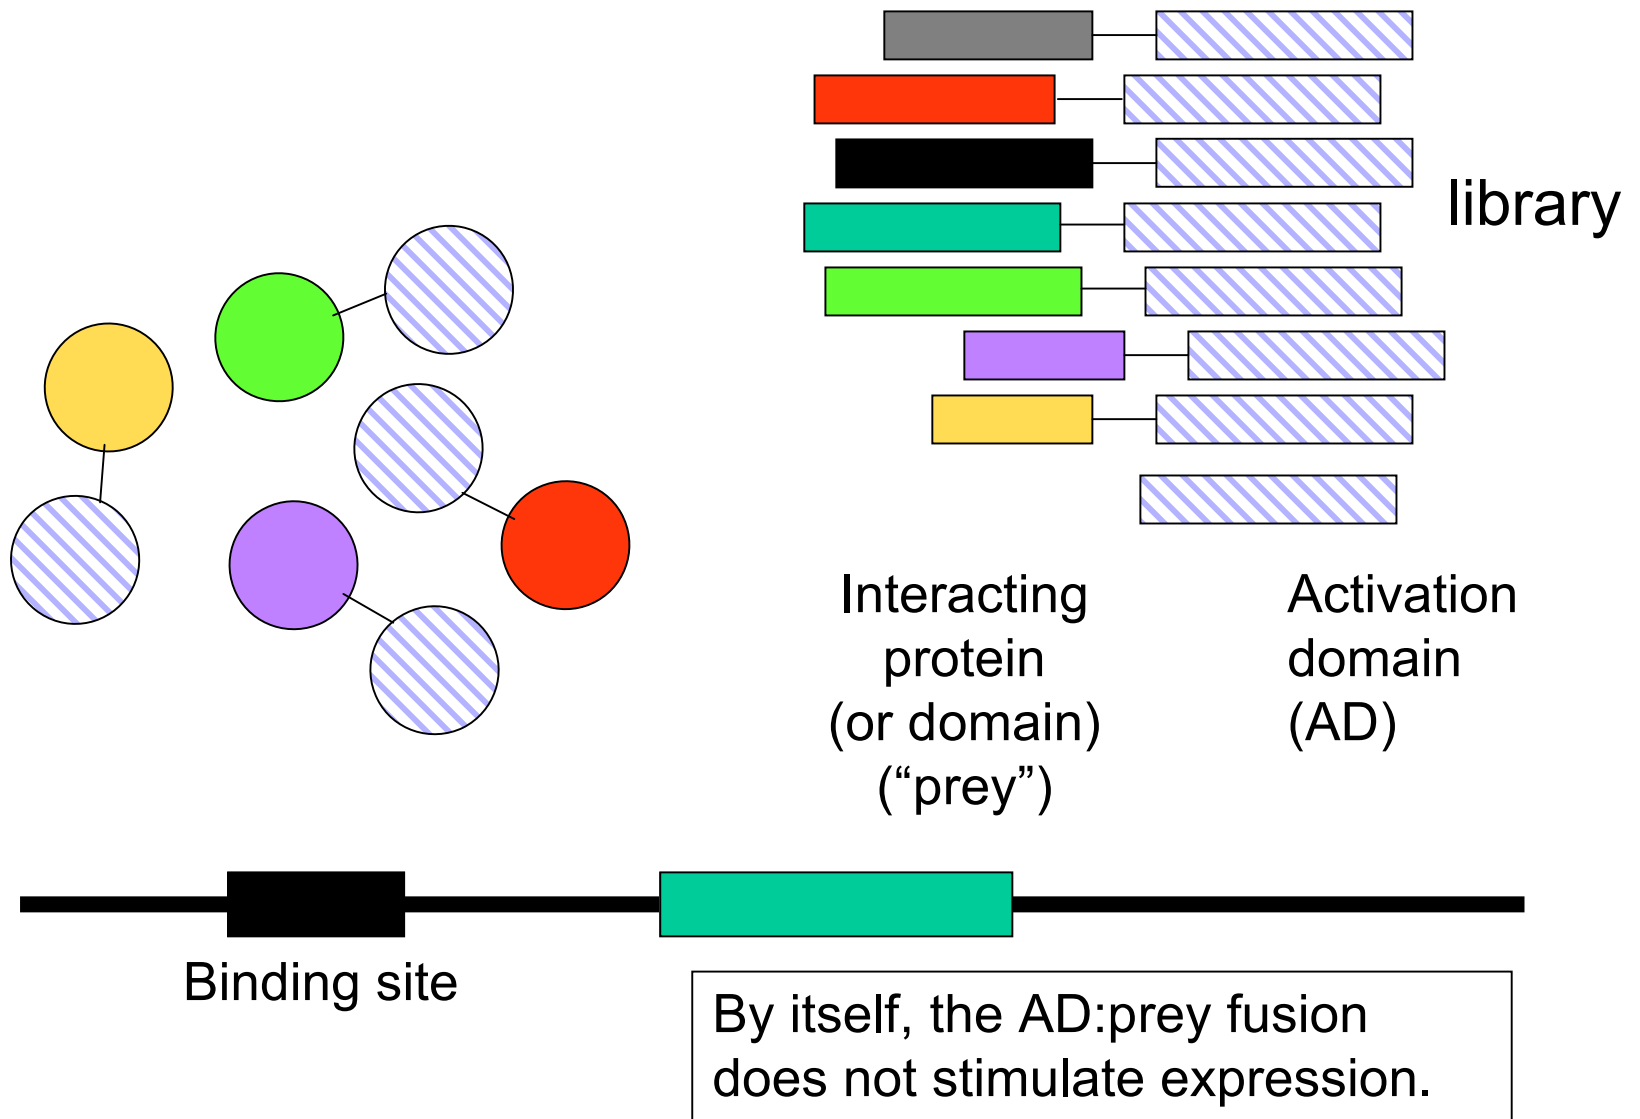 library
Interacting
protein
(or domain)
(“prey”)
Activation
domain
(AD)
Binding site
By itself, the AD:prey fusion
does not stimulate expression.